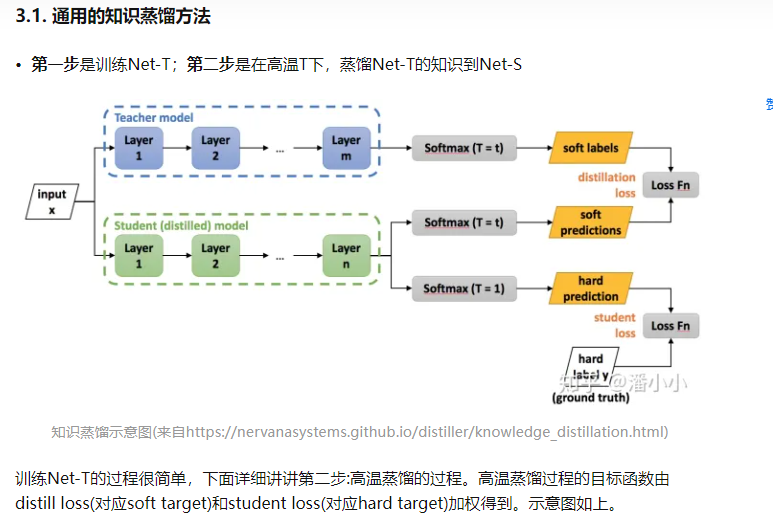 3.1. 通用的知识蒸馏方法
• 第一步是训练Net-T；第二步是在高温T下，蒸馏Net-T的知识到Net-S
赞
Teacher model
Layer 1
Layer 2
...
Layer m
Softmax (T = t)
soft labels
input x
distillation loss
Loss Fn
Student (distilled) model
Layer 1
Layer 2
...
Layer n
Softmax (T = t)
soft predictions
Softmax (T = 1)
hard prediction
student loss
Loss Fn
hard label y
(ground truth)
知乎 @潘小小
知识蒸馏示意图(来自https://nervanasystems.github.io/distiller/knowledge_distillation.html)
训练Net-T的过程很简单，下面详细讲讲第二步:高温蒸馏的过程。高温蒸馏过程的目标函数由
distill loss(对应soft target)和student loss(对应hard target)加权得到。示意图如上。